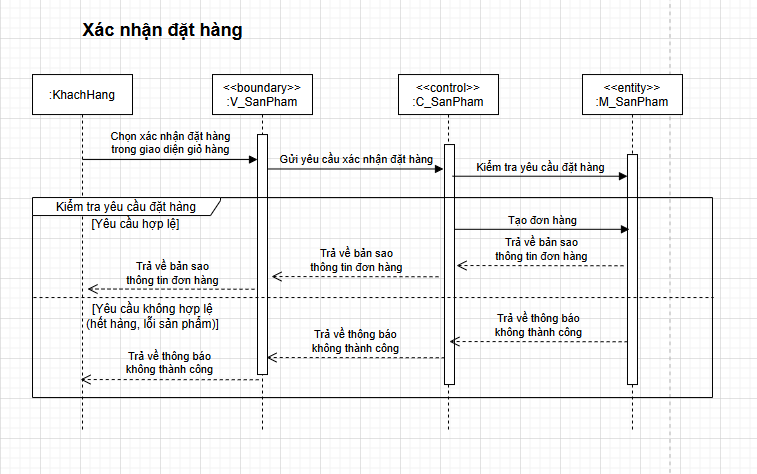 Xác nhận đặt hàng
:KhachHang
<<boundary>>
:V_SanPham
<<control>>
:C_SanPham
<<entity>>
:M_SanPham
Chọn xác nhận đặt hàng
trong giao diện giỏ hàng
Gửi yêu cầu xác nhận đặt hàng
Kiểm tra yêu cầu đặt hàng
Kiểm tra yêu cầu đặt hàng
[Yêu cầu hợp lệ]
Tạo đơn hàng
Trả về bản sao
thông tin đơn hàng
Trả về bản sao
thông tin đơn hàng
Trả về bản sao
thông tin đơn hàng
[Yêu cầu không hợp lệ
(hết háng, lỗi sản phẩm)]
Trả về thông báo
không thành công
Trả về thông báo
không thành công
Trả về thông báo
không thành công